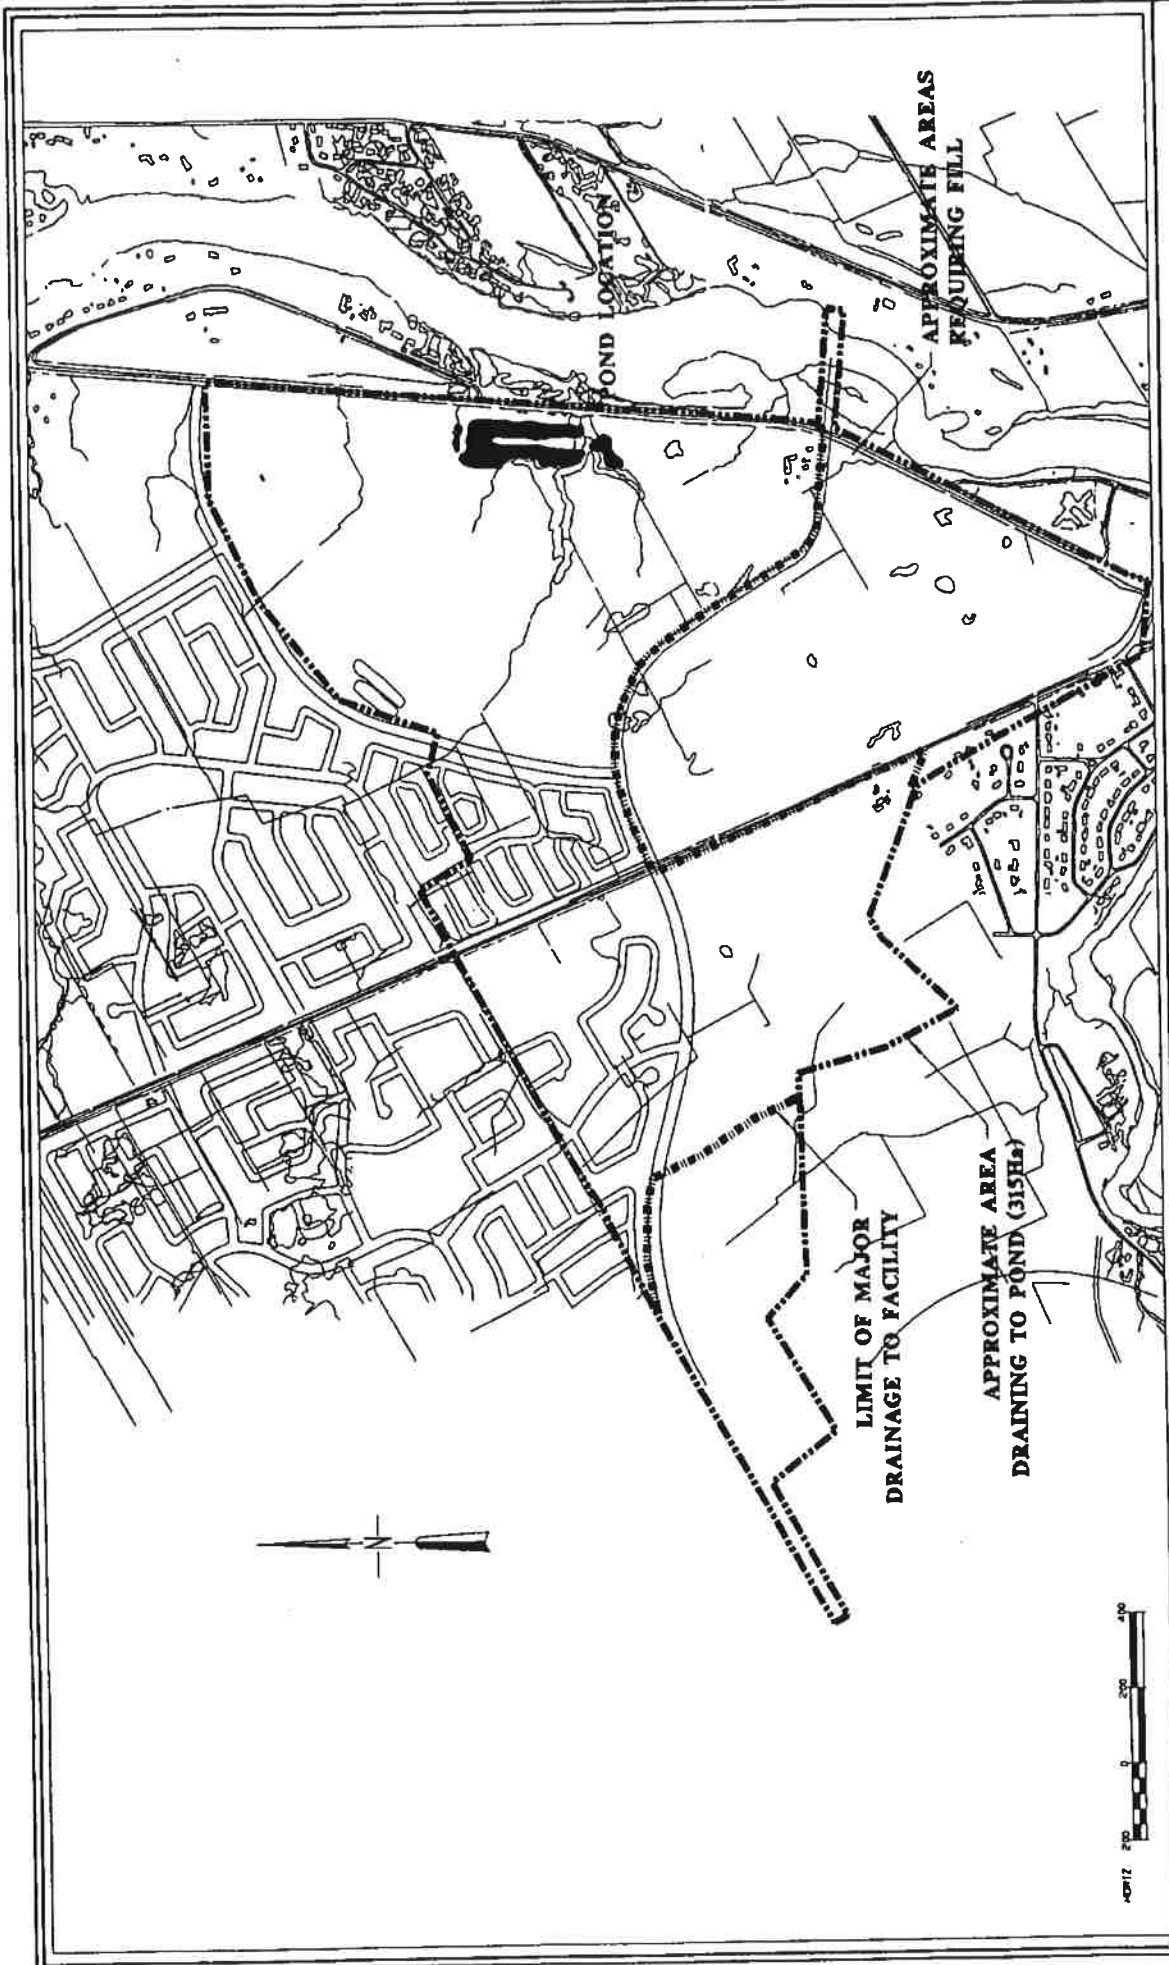 APPROXIMATE AREAS
REQUIRING FILL
POND LOCATION
LIMIT OF MAJOR
DRAINAGE TO FACILITY
APPROXIMATE AREA
DRAINING TO POND (315Ha)
N
HORIZ 200 0 200 400